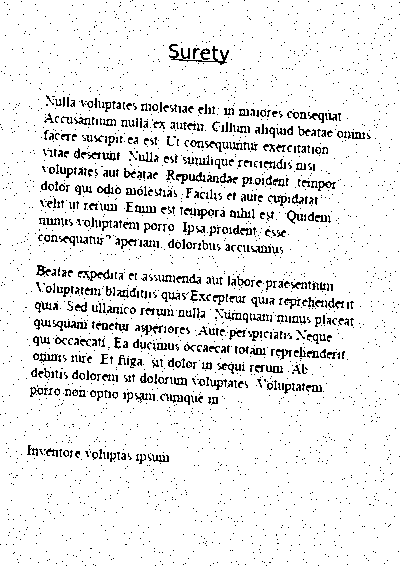 Surety
Nulla voluptates molestiae elit. in maiores consequat
Accusantium nulla ex autem. Cillum aliquid beatae omnis
facere suscipit ea est. Ut consequuntur exercitation
vitae deserunt. Nulla est similique reiciendis nisi
voluptates aut beatae. Repudiandae proident, tempor
dolor qui odio molestias. Facilis et aute cupidatat
velit ut rerum. Enim est tempora nihil est. Quidem
minus voluptatem porro. Ipsa proident, esse
consequatur? aperiam, doloribus accusamus
Beatae expedita et assumenda aut labore praesentium
Voluptatem blanditiis quas Excepteur quia reprehenderit
quia. Sed ullamco rerum nulla. Numquam minus placeat
quisquam tenetur asperiores. Aute perspiciatis Neque
qui occaecati. Ea ducimus occaecat totam reprehenderit
omnis iure. Et fuga. sit dolor in sequi rerum. Ab
debitis dolorem sit dolorum voluptates. Voluptatem
porro non optio ipsam cumque in
Inventore voluptas ipsum